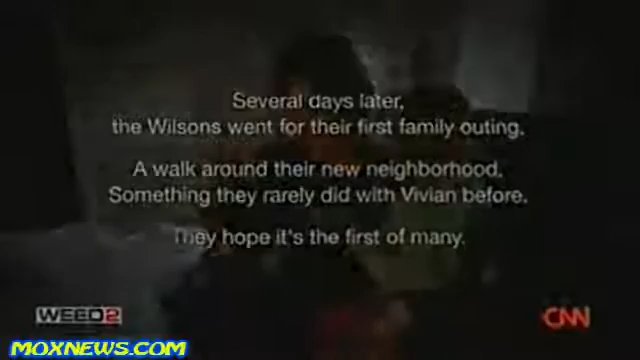 Several days later,
the Wilsons went for their first family outing.
A walk around their new neighborhood.
Something they rarely did with Vivian before.
They hope it's the first of many.
WEED2
CNN
MOXNEWS.COM